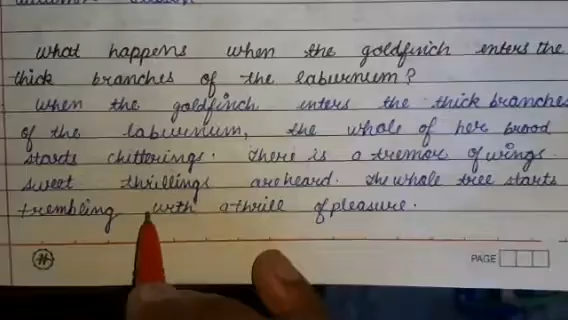 what happens when the goldfinch enters the
thick branches of the laburnum?
when the goldfinch enters the thick branches
of the laburnum, the whole of her brood
starts chitterings. There is a tremor of wings.
sweet thrillings are heard. The whole tree starts
trembling with a thrill of pleasure.
PAGE